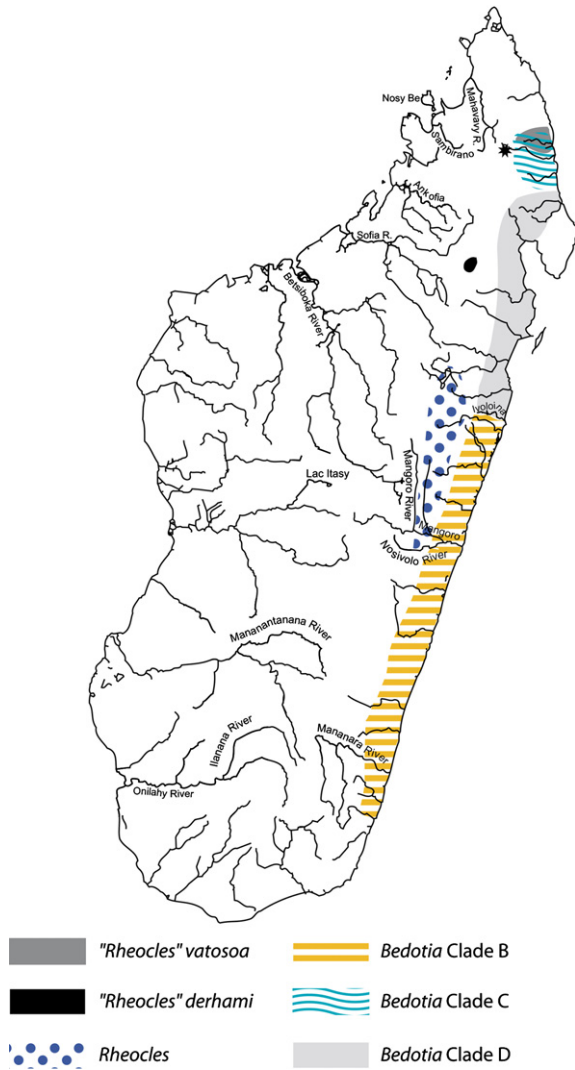 Nosy Be
Mahavavy R.
Sambirano
Ankofia
Sofia R.
Betsiboka River
Ivoloina
Lac Itasy
Mangoro River
Mangoro
Nosivolo River
Mananantanana River
Ilanana River
Mananara River
Onilahy River
"Rheocles" vatosoa
Bedotia Clade B
"Rheocles" derhami
Bedotia Clade C
Rheocles
Bedotia Clade D